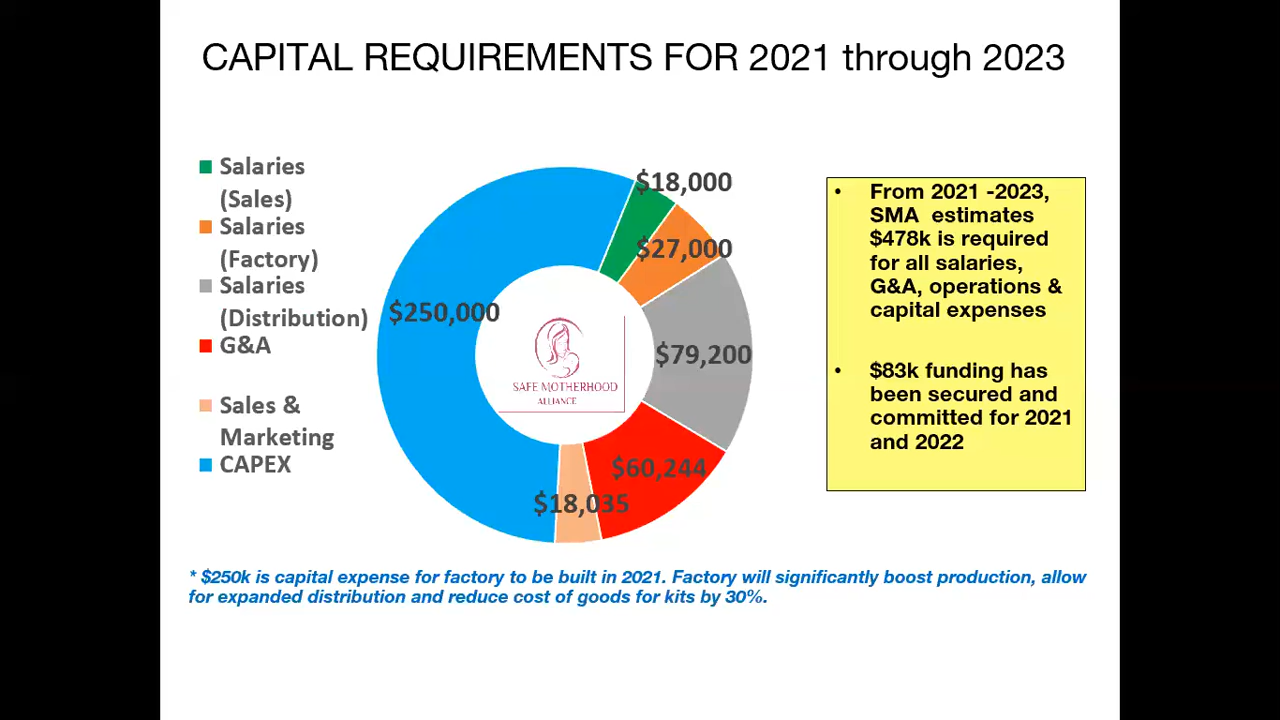 CAPITAL REQUIREMENTS FOR 2021 through 2023
Salaries
(Sales)
Salaries
(Factory)
Salaries
(Distribution)
G&A
Sales &
Marketing
CAPEX
$18,000
$27,000
$250,000
$79,200
$60,244
$18,035
SAFE MOTHERHOOD
ALLIANCE
• From 2021 -2023,
SMA estimates
$478k is required
for all salaries,
G&A, operations &
capital expenses
• $83k funding has
been secured and
committed for 2021
and 2022
* $250k is capital expense for factory to be built in 2021. Factory will significantly boost production, allow
for expanded distribution and reduce cost of goods for kits by 30%.